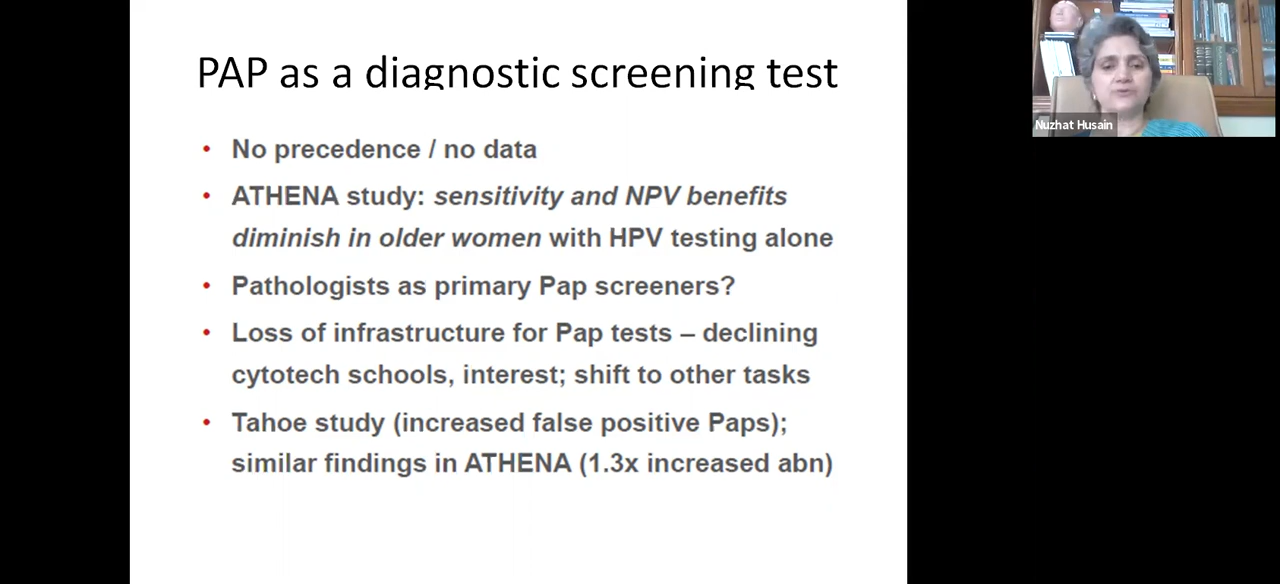 PAP as a diagnostic screening test
• No precedence / no data
• ATHENA study: sensitivity and NPV benefits
diminish in older women with HPV testing alone
• Pathologists as primary Pap screeners?
• Loss of infrastructure for Pap tests – declining
cytotech schools, interest; shift to other tasks
• Tahoe study (increased false positive Paps);
similar findings in ATHENA (1.3x increased abn)
Nuzhat Husain